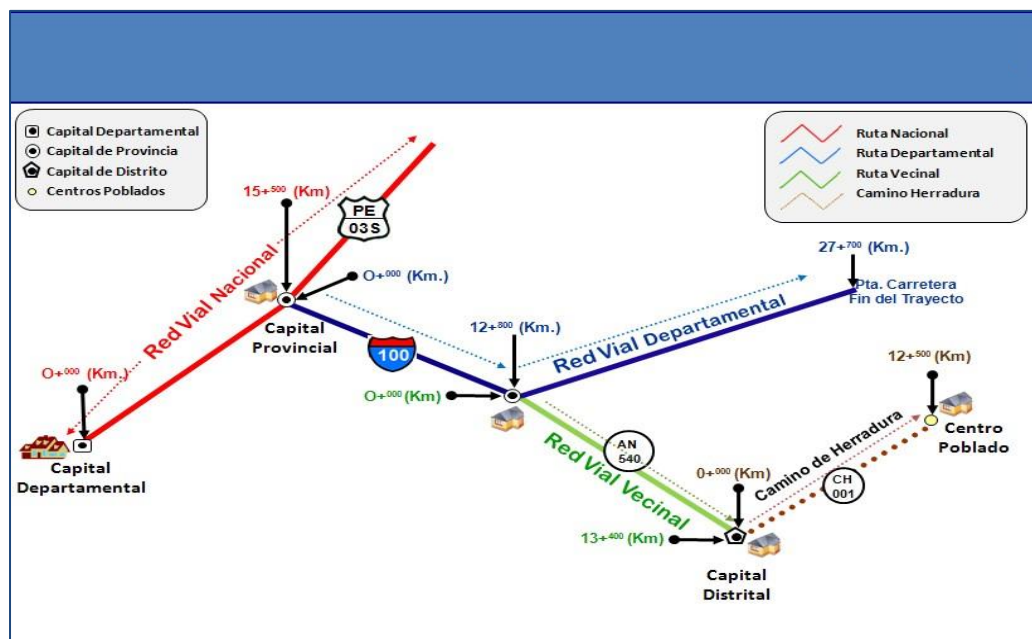 Capital Departamental
Capital de Provincia
Capital de Distrito
Centros Poblados
Ruta Nacional
Ruta Departamental
Ruta Vecinal
Camino Herradura
15+500 (Km)
PE
03S
Red Vial Nacional
O+000 (Km.)
27+700 (Km.)
Pta. Carretera
Fin del Trayecto
Capital
Provincial
12+800 (Km.)
Red Vial Departamental
100
O+000 (Km.)
O+000 (Km)
12+500 (Km)
Centro
Poblado
Capital
Departamental
AN
540
Red Vial Vecinal
0+000 (Km)
Camino de Herradura
CH
001
13+400 (Km)
Capital
Distrital